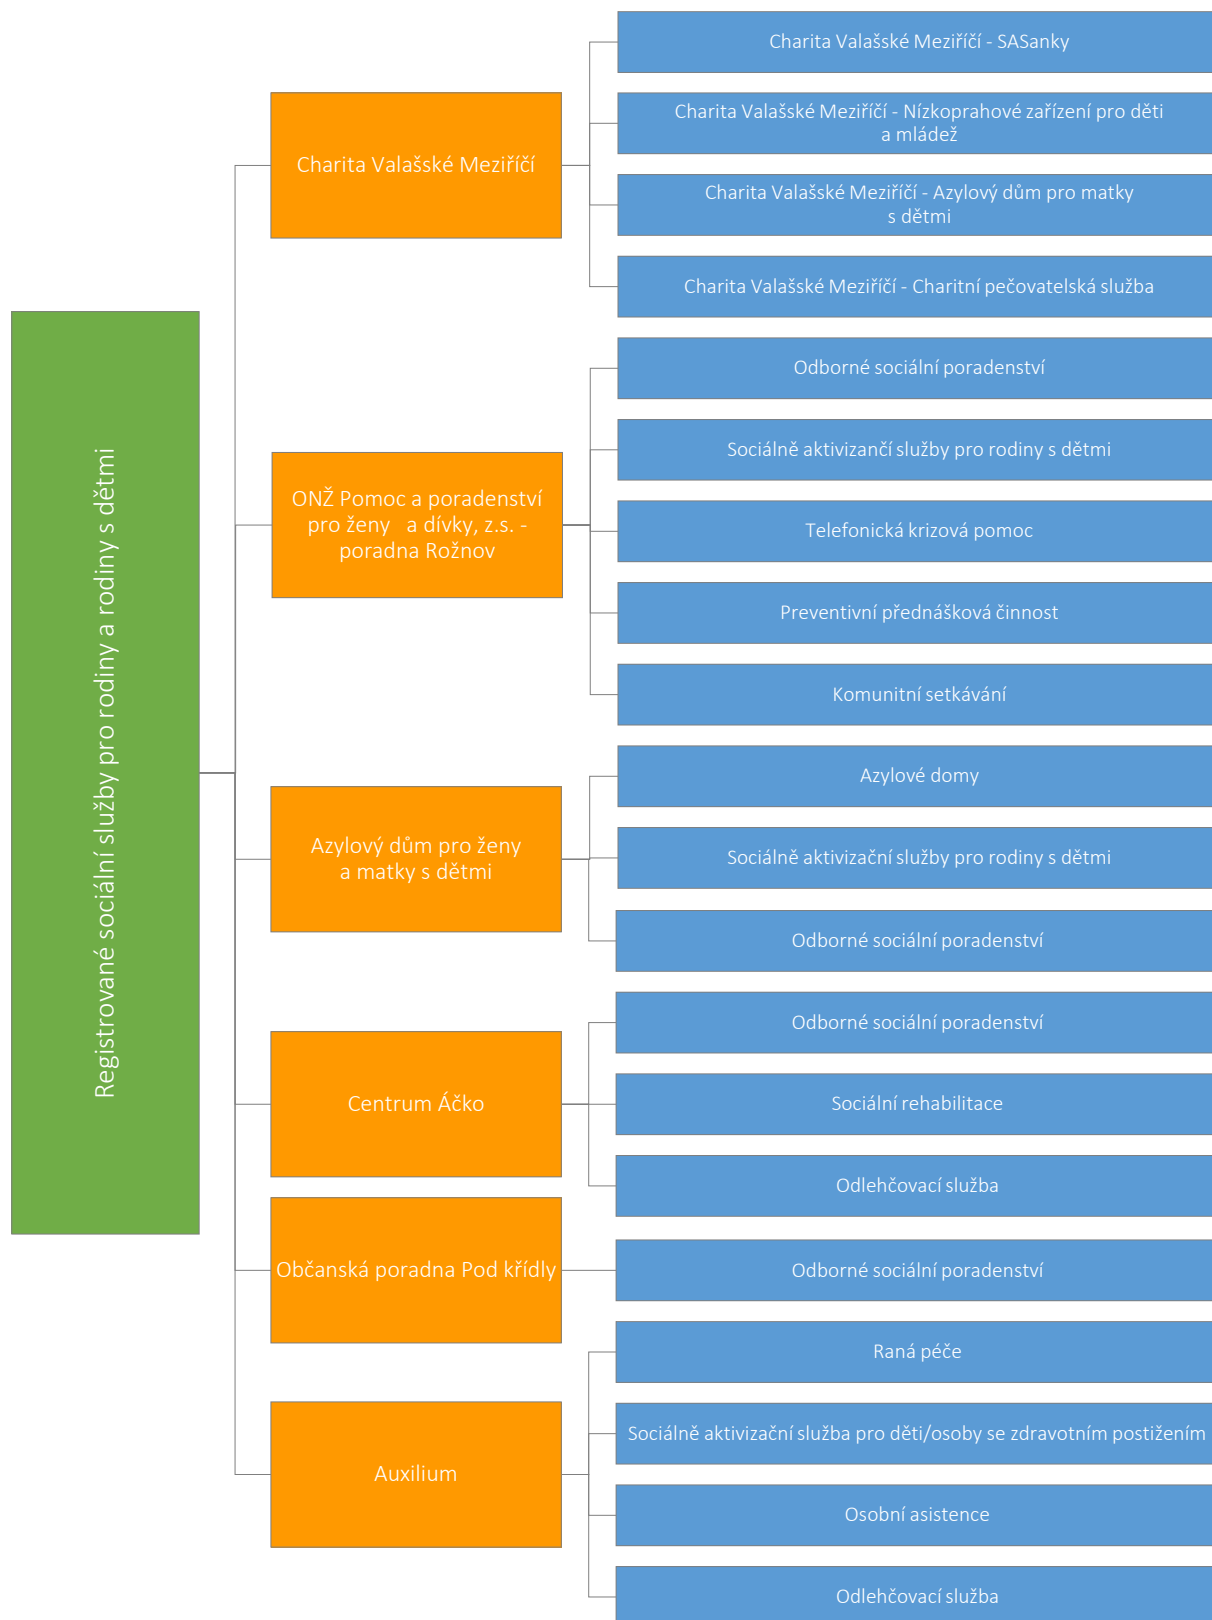 Registrované sociální služby pro rodiny a rodiny s dětmi
Charita Valašské Meziříčí
Charita Valašské Meziříčí - SASanky
Charita Valašské Meziříčí - Nízkoprahové zařízení pro děti
a mládež
Charita Valašské Meziříčí - Azylový dům pro matky
s dětmi
Charita Valašské Meziříčí - Charitní pečovatelská služba
ONŽ Pomoc a poradenství
pro ženy a dívky, z.s. -
poradna Rožnov
Odborné sociální poradenství
Sociálně aktivizančí služby pro rodiny s dětmi
Telefonická krizová pomoc
Preventivní přednášková činnost
Komunitní setkávání
Azylový dům pro ženy
a matky s dětmi
Azylové domy
Sociálně aktivizační služby pro rodiny s dětmi
Odborné sociální poradenství
Centrum Áčko
Odborné sociální poradenství
Sociální rehabilitace
Odlehčovací služba
Občanská poradna Pod křídly
Odborné sociální poradenství
Auxilium
Raná péče
Sociálně aktivizační služba pro děti/osoby se zdravotním postižením
Osobní asistence
Odlehčovací služba